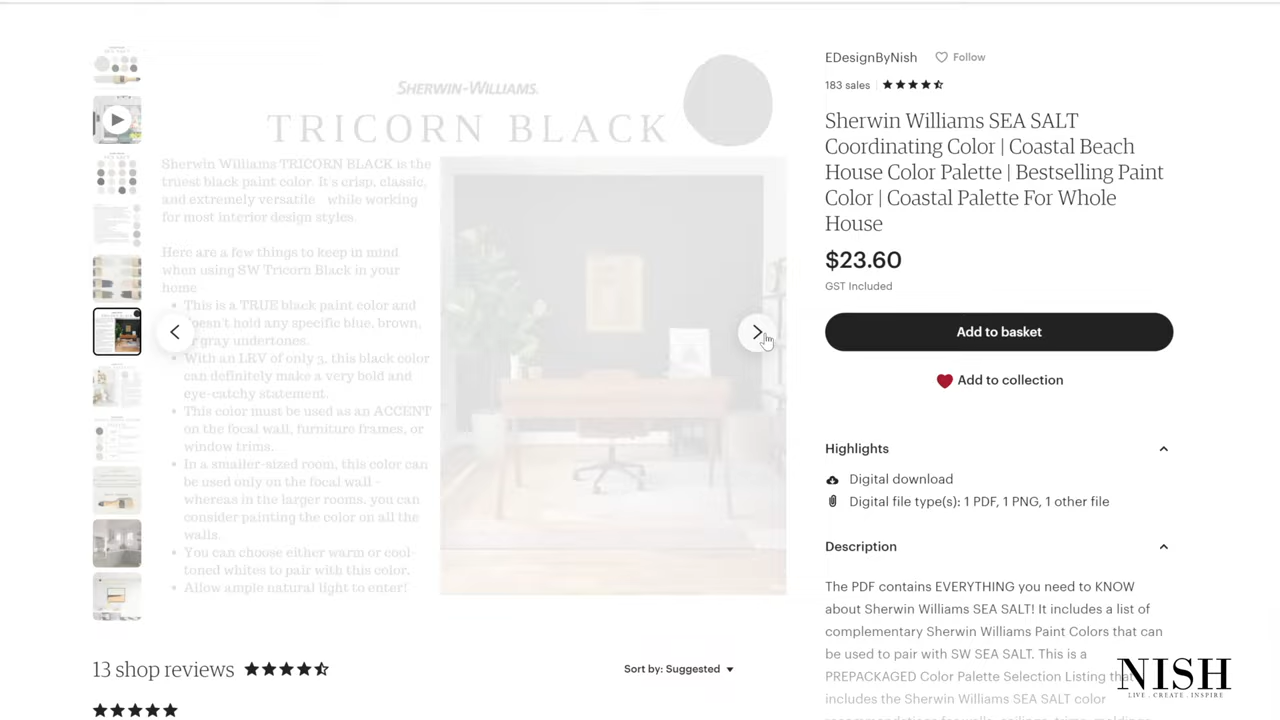 EDesignByNish
Follow
183 sales
SHERWIN-WILLIAMS.
TRICORN BLACK
Sherwin Williams TRICORN BLACK is the
truest black paint color. It s crisp, classic,
and extremely versatile while working
for most interior design styles.
Here are a few things to keep in mind
when using SW Tricorn Black in your
home
This is a TRUE black paint color and
doesn't hold any specific blue, brown,
or gray undertones.
With an LRV of only 3, this black color
can definitely make a very bold and
eye-catchy statement.
This color must be used as an ACCENT
on the focal wall, furniture frames, or
window trims.
In a smaller-sized room, this color can
be used only on the focal wall -
whereas in the larger rooms, you can
consider painting the color on all the
walls.
You can choose either warm or cool-
toned whites to pair with this color.
Allow ample natural light to enter!
Sherwin Williams SEA SALT
Coordinating Color | Coastal Beach
House Color Palette | Bestselling Paint
Color | Coastal Palette For Whole
House
$23.60
GST Included
Add to basket
Add to collection
Highlights
Digital download
Digital file type(s): 1 PDF, 1 PNG, 1 other file
Description
The PDF contains EVERYTHING you need to KNOW
about Sherwin Williams SEA SALT! It includes a list of
complementary Sherwin Williams Paint Colors that can
be used to pair with SW SEA SALT. This is a
PREPACKAGED Color Palette Selection Listing that
includes the Sherwin Williams SEA SALT color
13 shop reviews
Sort by: Suggested
NISH
LIVE . CREATE . INSPIRE